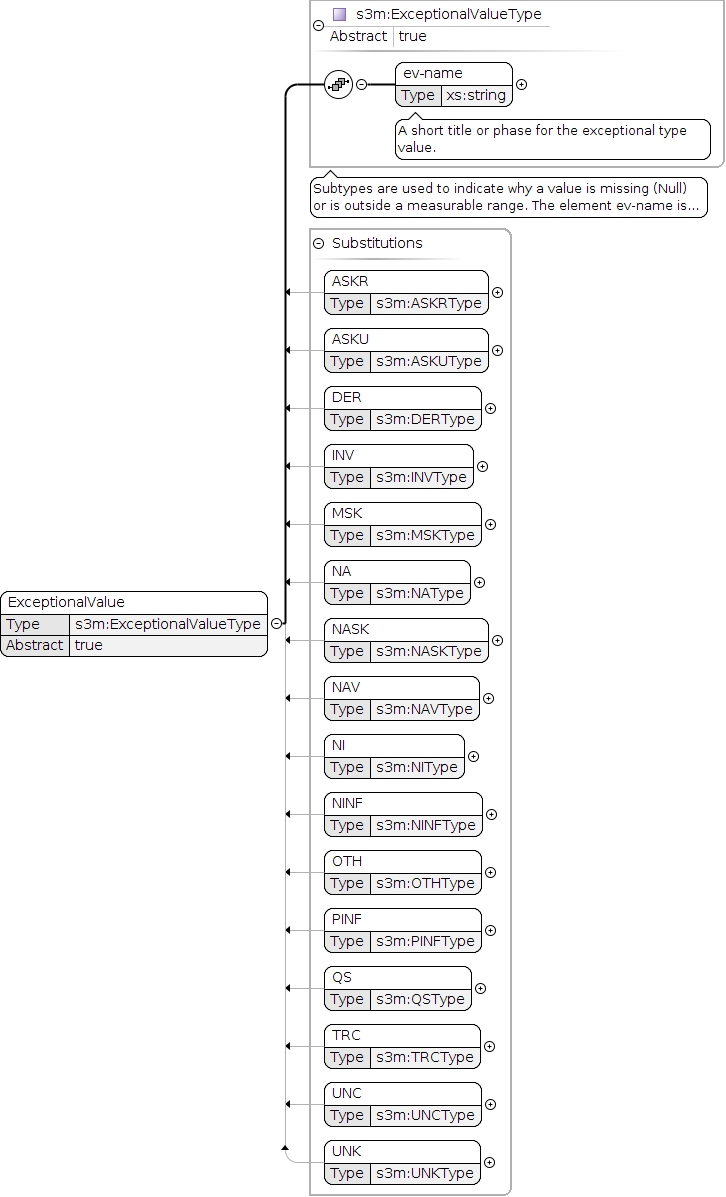 s3m:ExceptionalValueType
Abstract true
ev-name
Type xs:string
A short title or phase for the exceptional type
value.
Subtypes are used to indicate why a value is missing (Null)
or is outside a measurable range. The element ev-name is...
Substitutions
ASKR
Type s3m:ASKRType
ASKU
Type s3m:ASKUType
DER
Type s3m:DERType
INV
Type s3m:INVType
MSK
Type s3m:MSKType
NA
Type s3m:NAType
ExceptionalValue
Type s3m:ExceptionalValueType
Abstract true
NASK
Type s3m:NASKType
NAV
Type s3m:NAVType
NI
Type s3m:NIType
NINF
Type s3m:NINFType
OTH
Type s3m:OTHType
PINF
Type s3m:PINFType
QS
Type s3m:QSType
TRC
Type s3m:TRCType
UNC
Type s3m:UNCType
UNK
Type s3m:UNKType